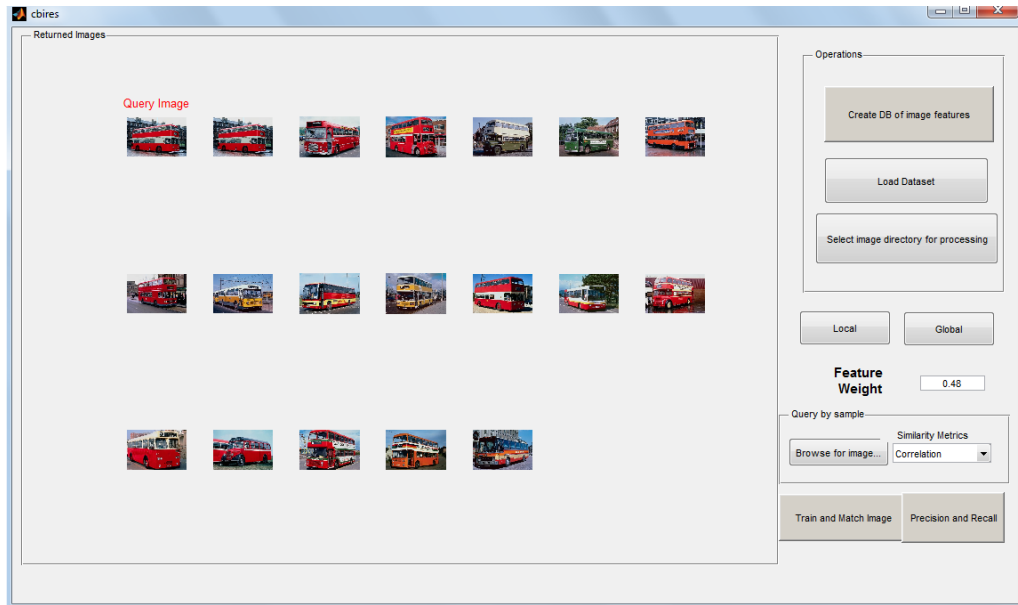 cbires
Returned Images
Query Image
Operations
Create DB of image features
Load Dataset
Select image directory for processing
Local
Global
Feature
Weight
0.48
Query by sample
Similarity Metrics
Browse for image...
Correlation
Train and Match Image
Precision and Recall